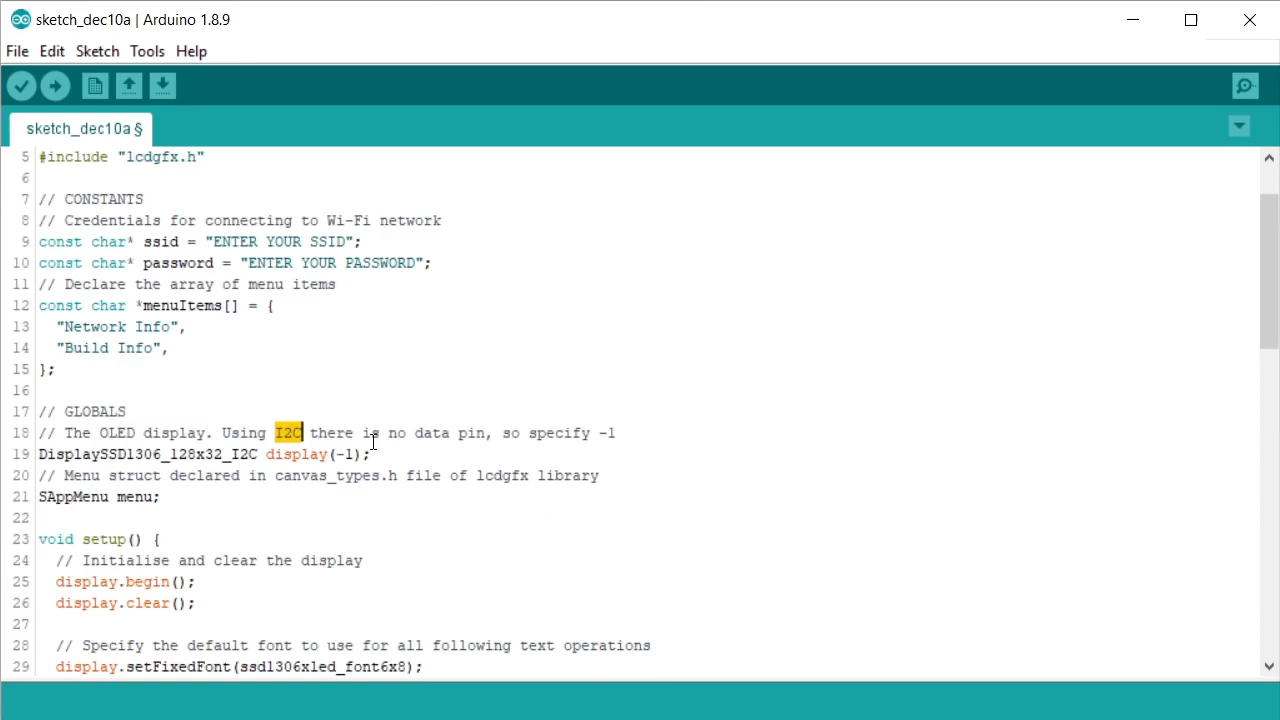 sketch_dec10a | Arduino 1.8.9
File Edit Sketch Tools Help
sketch_dec10a §
5 #include "lcdgfx.h"
6
7 // CONSTANTS
8 // Credentials for connecting to Wi-Fi network
9 const char* ssid = "ENTER YOUR SSID";
10 const char* password = "ENTER YOUR PASSWORD";
11 // Declare the array of menu items
12 const char *menuItems[] = {
13   "Network Info",
14   "Build Info",
15 };
16
17 // GLOBALS
18 // The OLED display. Using I2C there is no data pin, so specify -1
19 DisplaySSD1306_128x32_I2C display(-1);
20 // Menu struct declared in canvas_types.h file of lcdgfx library
21 SAppMenu menu;
22
23 void setup() {
24   // Initialise and clear the display
25   display.begin();
26   display.clear();
27
28   // Specify the default font to use for all following text operations
29   display.setFixedFont(ssd1306xled_font6x8);